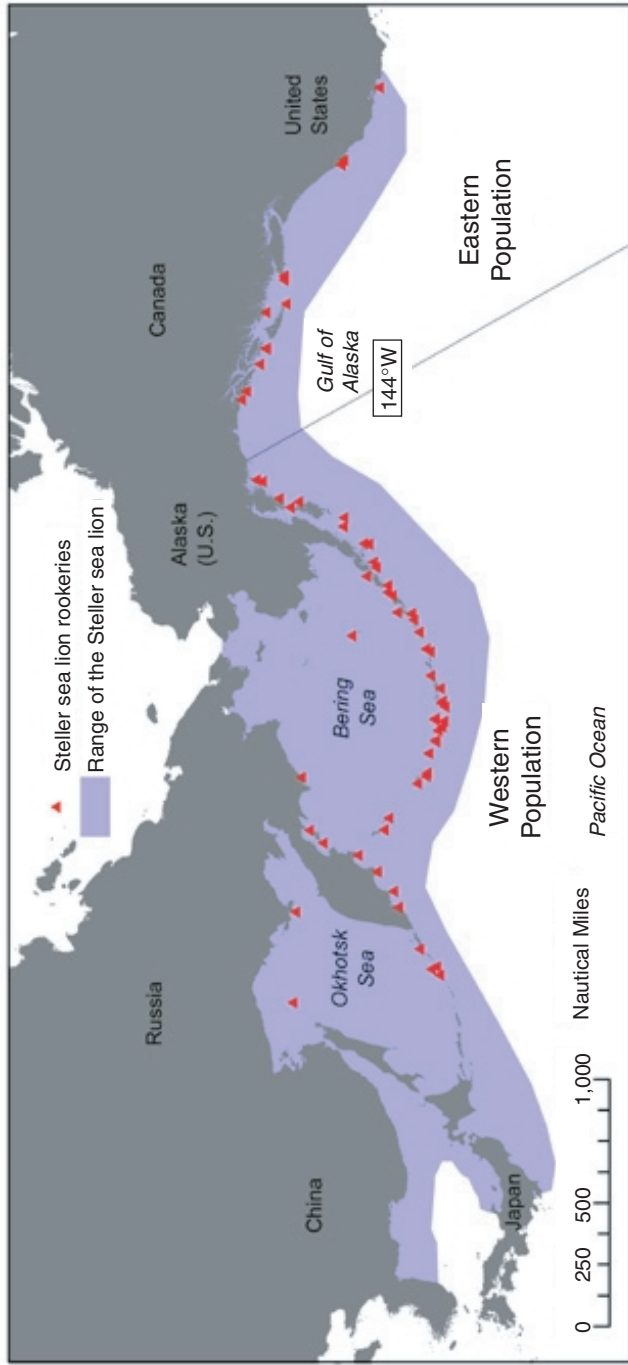 Steller sea lion rookeries
Range of the Steller sea lion
Russia
China
Japan
Okhotsk
Sea
Bering
Sea
Alaska
(U.S.)
Canada
United
States
Gulf of
Alaska
144°W
Western
Population
Eastern
Population
Pacific Ocean
0 250 500 1,000 Nautical Miles